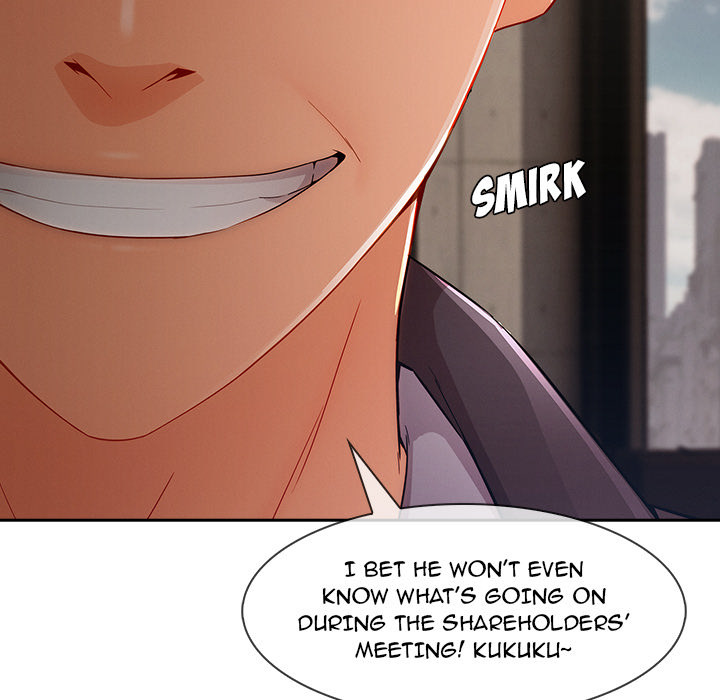 SMIRK
I BET HE WON'T EVEN
KNOW WHAT'S GOING ON
DURING THE SHAREHOLDERS'
MEETING! KUKUKU~